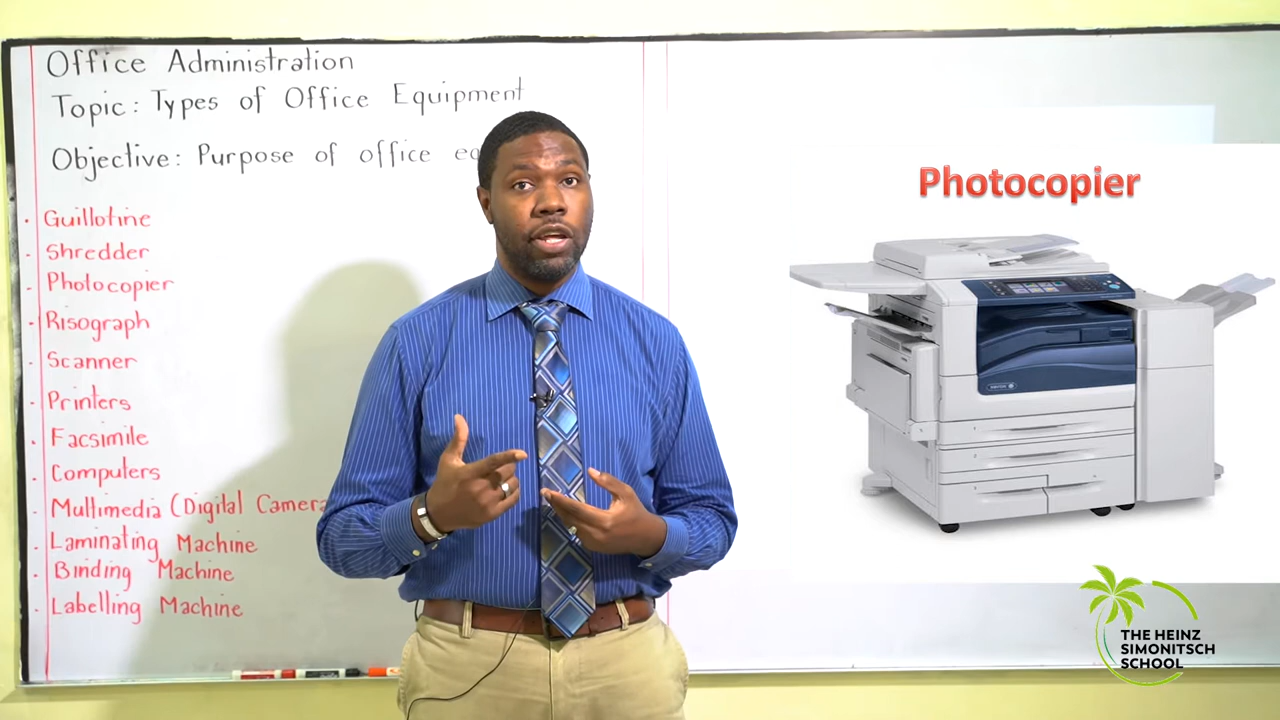 Office Administration
Topic: Types of Office Equipment
Objective: Purpose of office
· Guillotine
· Shredder
· Photocopier
· Risograph
· Scanner
· Printers
· Facsimile
· Computers
· Multimedia (Digital Camera
· Laminating Machine
· Binding Machine
· Labelling Machine
Photocopier
THE HEINZ
SIMONITSCH
SCHOOL